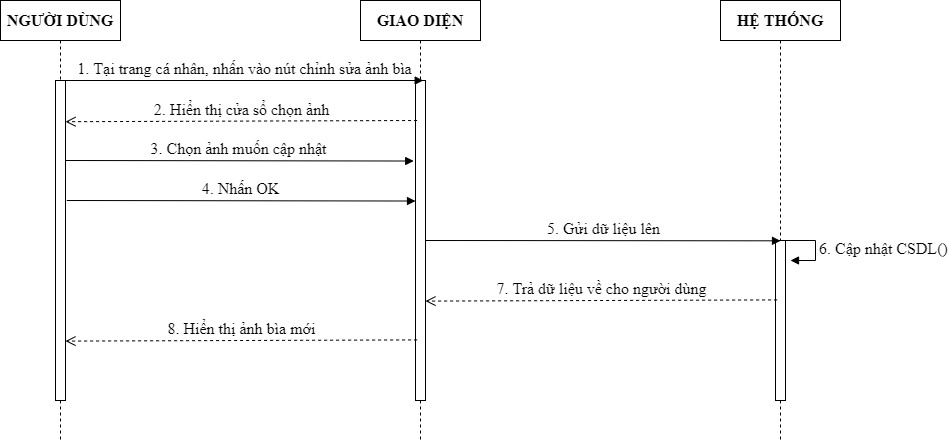 NGƯỜI DÙNG
GIAO DIỆN
HỆ THỐNG
1. Tại trang cá nhân, nhấn vào nút chỉnh sửa ảnh bìa
2. Hiển thị cửa sổ chọn ảnh
3. Chọn ảnh muốn cập nhật
4. Nhấn OK
5. Gửi dữ liệu lên
6. Cập nhật CSDL()
7. Trả dữ liệu về cho người dùng
8. Hiển thị ảnh bìa mới